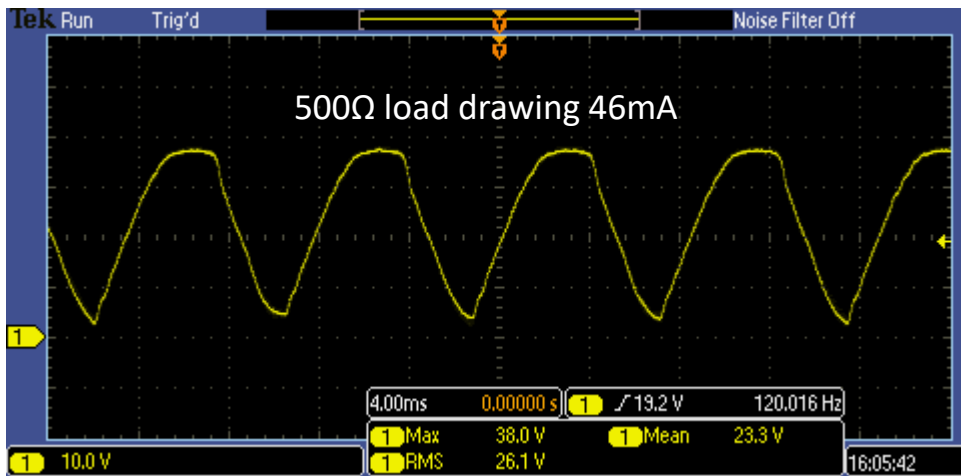 Tek Run Trig'd Noise Filter Off
T
T
500Ω load drawing 46mA
1
4.00ms 0.00000 s 1 19.2 V 120.016 Hz
1 Max 38.0 V 1 Mean 23.3 V
1 10.0 V 1 RMS 26.1 V 16:05:42